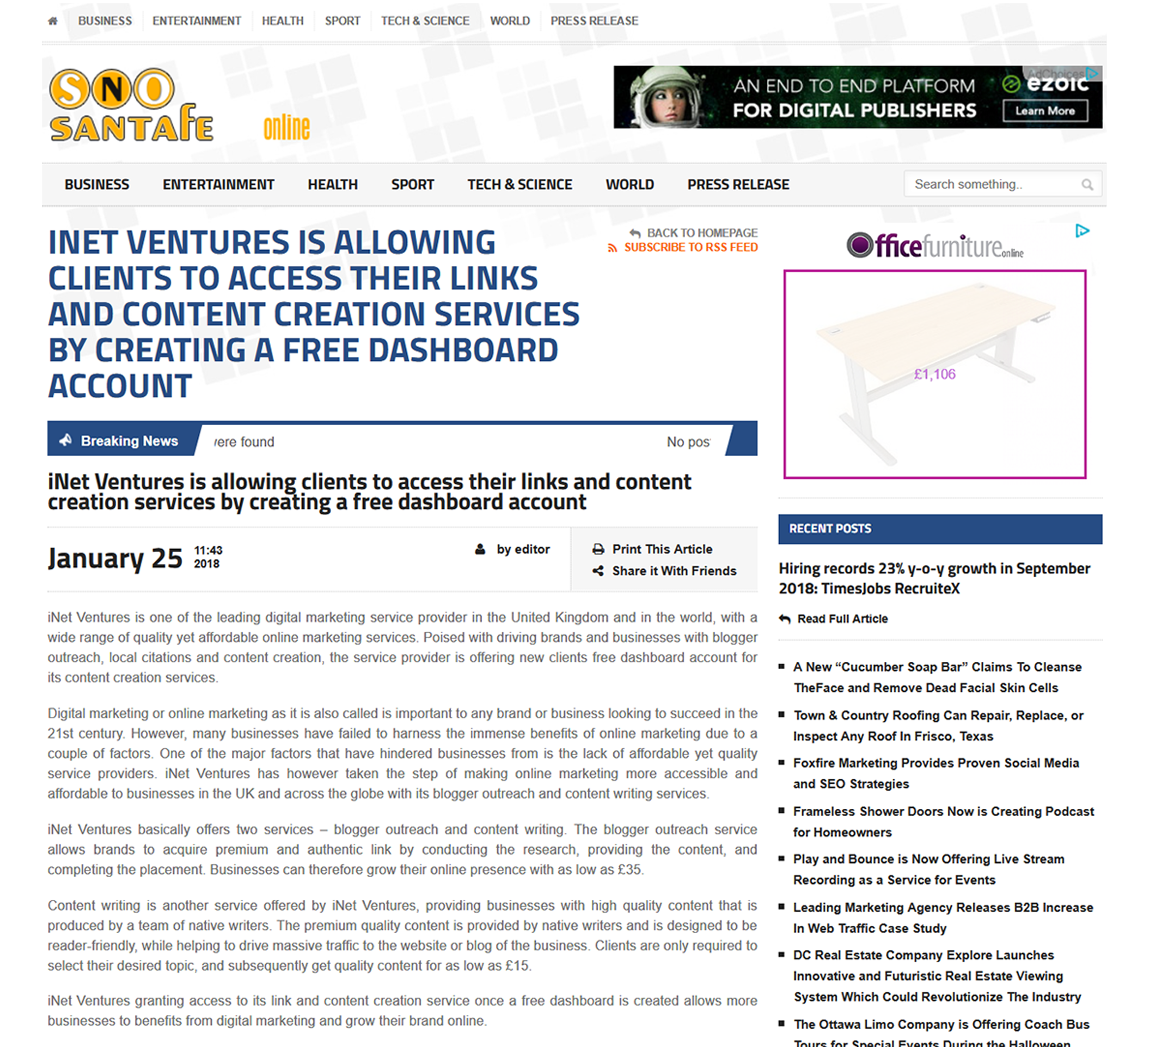 BUSINESS ENTERTAINMENT HEALTH SPORT TECH & SCIENCE WORLD PRESS RELEASE
SNO
SANTAFE
online
AN END TO END PLATFORM
FOR DIGITAL PUBLISHERS
AdChoices
ezoic
Learn More
BUSINESS ENTERTAINMENT HEALTH SPORT TECH & SCIENCE WORLD PRESS RELEASE
Search something..
INET VENTURES IS ALLOWING
CLIENTS TO ACCESS THEIR LINKS
AND CONTENT CREATION SERVICES
BY CREATING A FREE DASHBOARD
ACCOUNT
BACK TO HOMEPAGE
SUBSCRIBE TO RSS FEED
Breaking News
were found
No pos
iNet Ventures is allowing clients to access their links and content
creation services by creating a free dashboard account
January 25
11:43
2018
by editor
Print This Article
Share it With Friends
iNet Ventures is one of the leading digital marketing service provider in the United Kingdom and in the world, with a
wide range of quality yet affordable online marketing services. Poised with driving brands and businesses with blogger
outreach, local citations and content creation, the service provider is offering new clients free dashboard account for
its content creation services.
Digital marketing or online marketing as it is also called is important to any brand or business looking to succeed in the
21st century. However, many businesses have failed to harness the immense benefits of online marketing due to a
couple of factors. One of the major factors that have hindered businesses from is the lack of affordable yet quality
service providers. iNet Ventures has however taken the step of making online marketing more accessible and
affordable to businesses in the UK and across the globe with its blogger outreach and content writing services.
iNet Ventures basically offers two services – blogger outreach and content writing. The blogger outreach service
allows brands to acquire premium and authentic link by conducting the research, providing the content, and
completing the placement. Businesses can therefore grow their online presence with as low as £35.
Content writing is another service offered by iNet Ventures, providing businesses with high quality content that is
produced by a team of native writers. The premium quality content is provided by native writers and is designed to be
reader-friendly, while helping to drive massive traffic to the website or blog of the business. Clients are only required to
select their desired topic, and subsequently get quality content for as low as £15.
iNet Ventures granting access to its link and content creation service once a free dashboard is created allows more
businesses to benefits from digital marketing and grow their brand online.
Officefurniture.online
£1,106
RECENT POSTS
Hiring records 23% y-o-y growth in September
2018: TimesJobs RecruiteX
Read Full Article
A New “Cucumber Soap Bar” Claims To Cleanse
TheFace and Remove Dead Facial Skin Cells
Town & Country Roofing Can Repair, Replace, or
Inspect Any Roof In Frisco, Texas
Foxfire Marketing Provides Proven Social Media
and SEO Strategies
Frameless Shower Doors Now is Creating Podcast
for Homeowners
Play and Bounce is Now Offering Live Stream
Recording as a Service for Events
Leading Marketing Agency Releases B2B Increase
In Web Traffic Case Study
DC Real Estate Company Explore Launches
Innovative and Futuristic Real Estate Viewing
System Which Could Revolutionize The Industry
The Ottawa Limo Company is Offering Coach Bus
Tours for Special Events During the Halloween